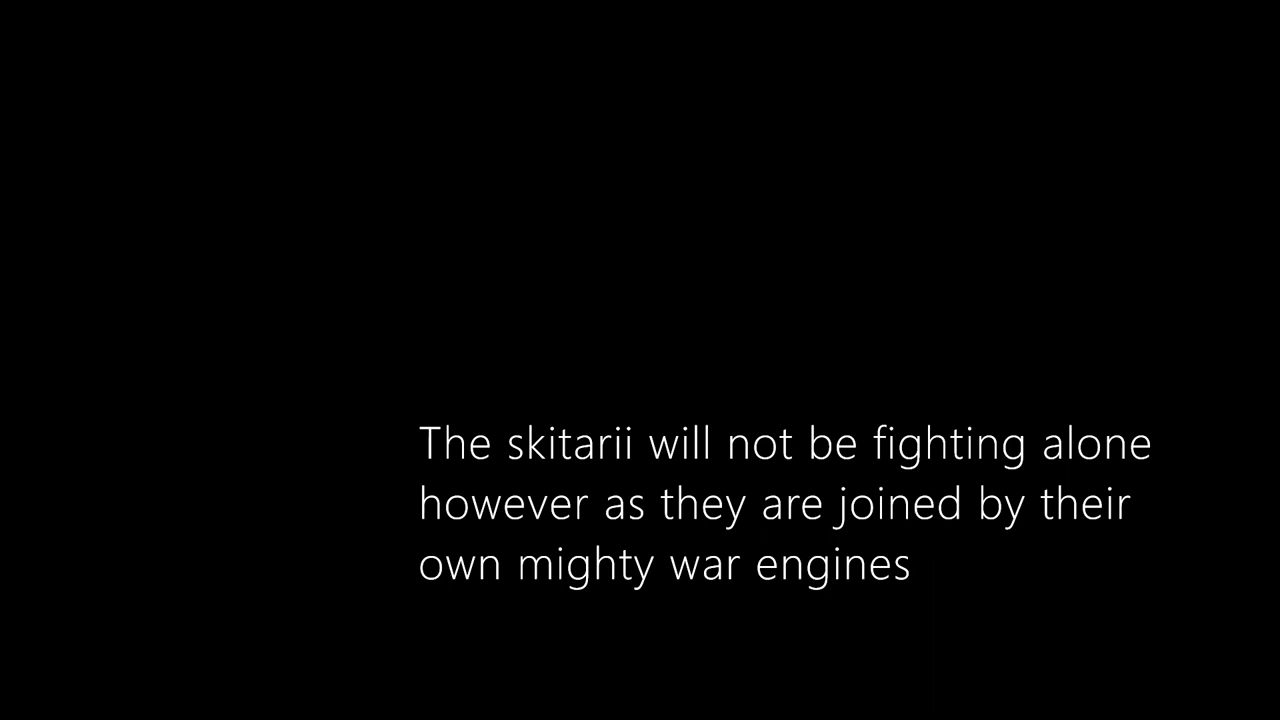 The skitarii will not be fighting alone
however as they are joined by their
own mighty war engines